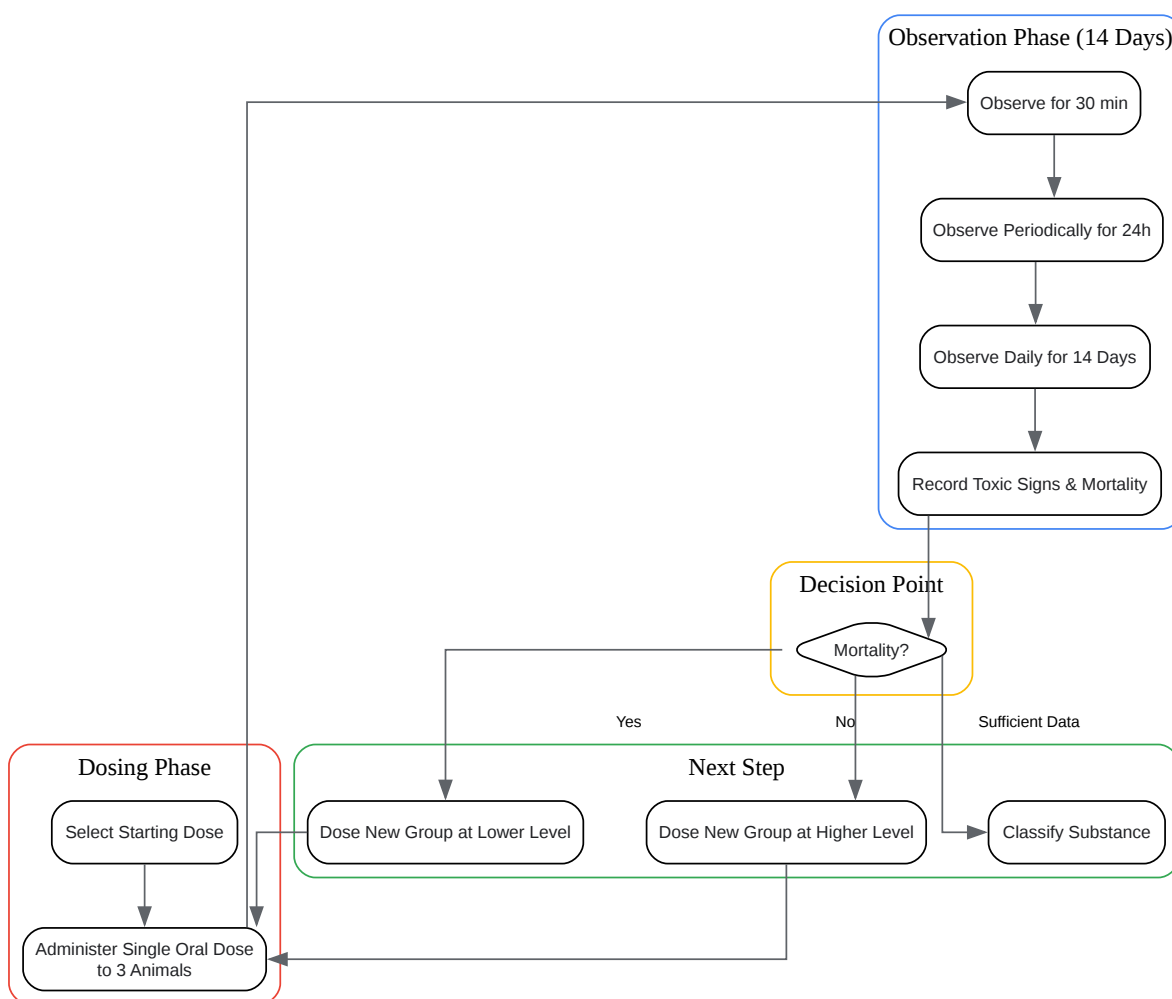 Observation Phase (14 Days)
Observe for 30 min
Observe Periodically for 24h
Observe Daily for 14 Days
Record Toxic Signs & Mortality
Decision Point
Mortality?
Yes
No
Sufficient Data
Dosing Phase
Next Step
Select Starting Dose
Dose New Group at Lower Level
Dose New Group at Higher Level
Classify Substance
Administer Single Oral Dose
to 3 Animals